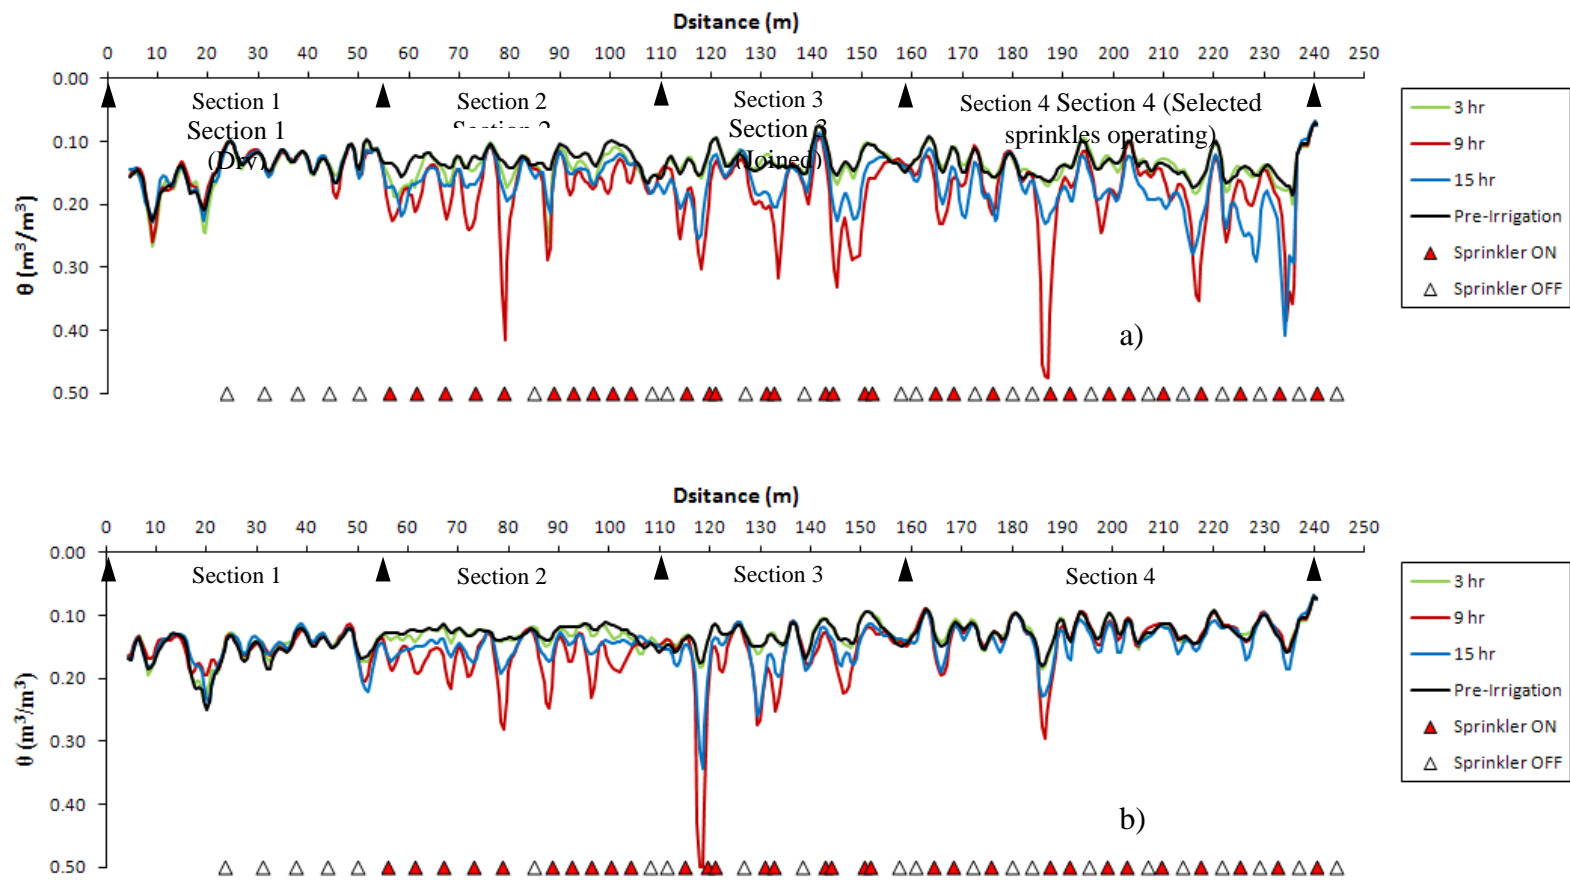 Dsitance (m)
0 10 20 30 40 50 60 70 80 90 100 110 120 130 140 150 160 170 180 190 200 210 220 230 240 250
0.00
0.10
0.20
0.30
0.40
0.50
θ (m³/m³)
Section 1
Section 1
(Dry)
Section 2
Section 2
Section 3
Section 3
(Joined)
Section 4 Section 4 (Selected
sprinkles operating)
a)
3 hr
9 hr
15 hr
Pre-Irrigation
Sprinkler ON
Sprinkler OFF
Dsitance (m)
0 10 20 30 40 50 60 70 80 90 100 110 120 130 140 150 160 170 180 190 200 210 220 230 240 250
0.00
0.10
0.20
0.30
0.40
0.50
θ (m³/m³)
Section 1
Section 2
Section 3
Section 4
b)
3 hr
9 hr
15 hr
Pre-Irrigation
Sprinkler ON
Sprinkler OFF